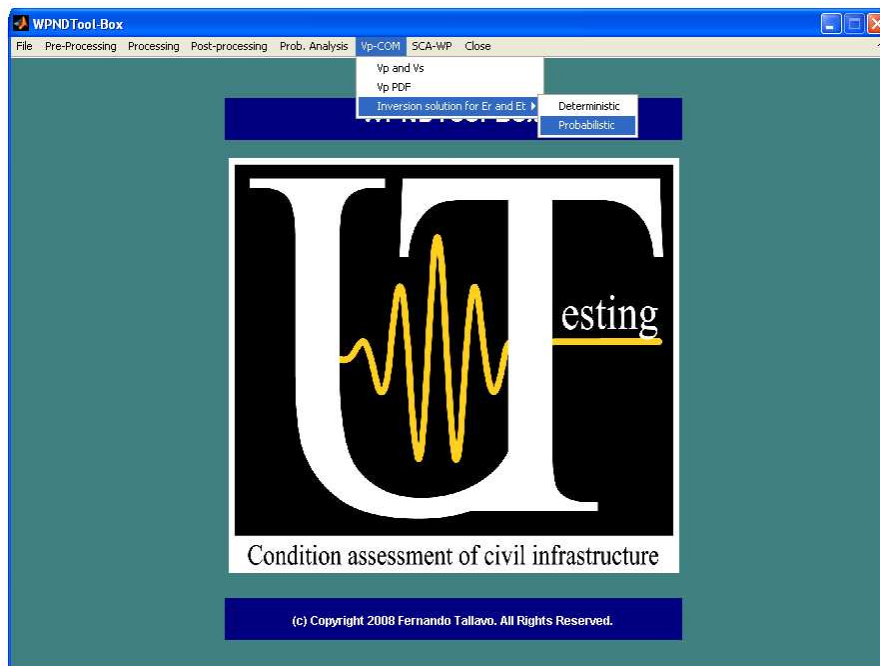 WPNDTool-Box
File Pre-Processing Processing Post-processing Prob. Analysis Vp-COM SCA-WP Close
Vp and Vs
Vp PDF
Inversion solution for Er and Et
Deterministic
Probabilistic
UT
esting
Condition assessment of civil infrastructure
(c) Copyright 2008 Fernando Tallavo. All Rights Reserved.